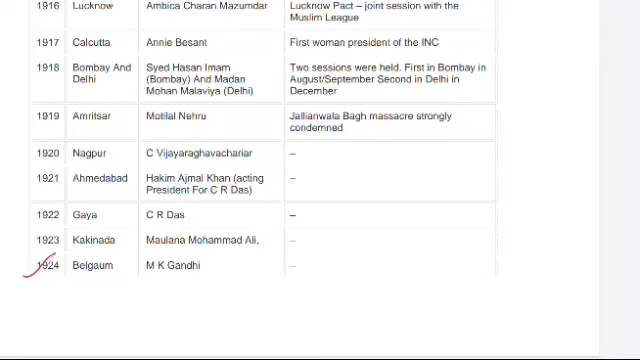 1916 Lucknow Ambica Charan Mazumdar Lucknow Pact – joint session with the
Muslim League
1917 Calcutta Annie Besant First woman president of the INC
1918 Bombay And Syed Hasan Imam Two sessions were held. First in Bombay in
Delhi (Bombay) And Madan August/September Second in Delhi in
Mohan Malaviya (Delhi) December
1919 Amritsar Motilal Nehru Jallianwala Bagh massacre strongly
condemned
1920 Nagpur C Vijayaraghavachariar –
1921 Ahmedabad Hakim Ajmal Khan (acting –
President For C R Das)
1922 Gaya C R Das –
1923 Kakinada Maulana Mohammad Ali, –
1924 Belgaum M K Gandhi –